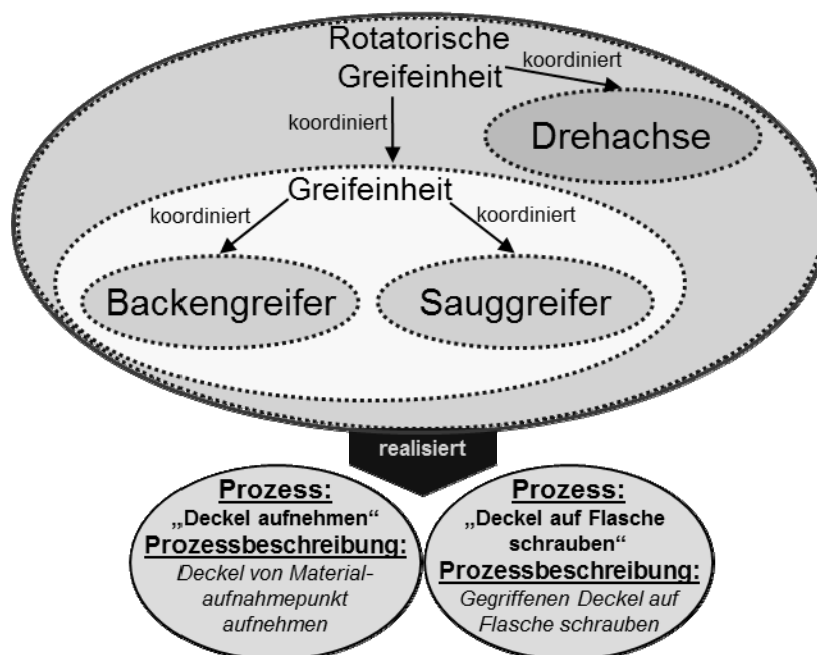 Rotatorische
Greifeinheit
koordiniert
koordiniert
Drehachse
Greifeinheit
koordiniert
koordiniert
Backengreifer
Sauggreifer
realisiert
Prozess:
„Deckel aufnehmen“
Prozessbeschreibung:
Deckel von Material-
aufnahmepunkt
aufnehmen
Prozess:
„Deckel auf Flasche
schrauben“
Prozessbeschreibung:
Gegriffenen Deckel auf
Flasche schrauben